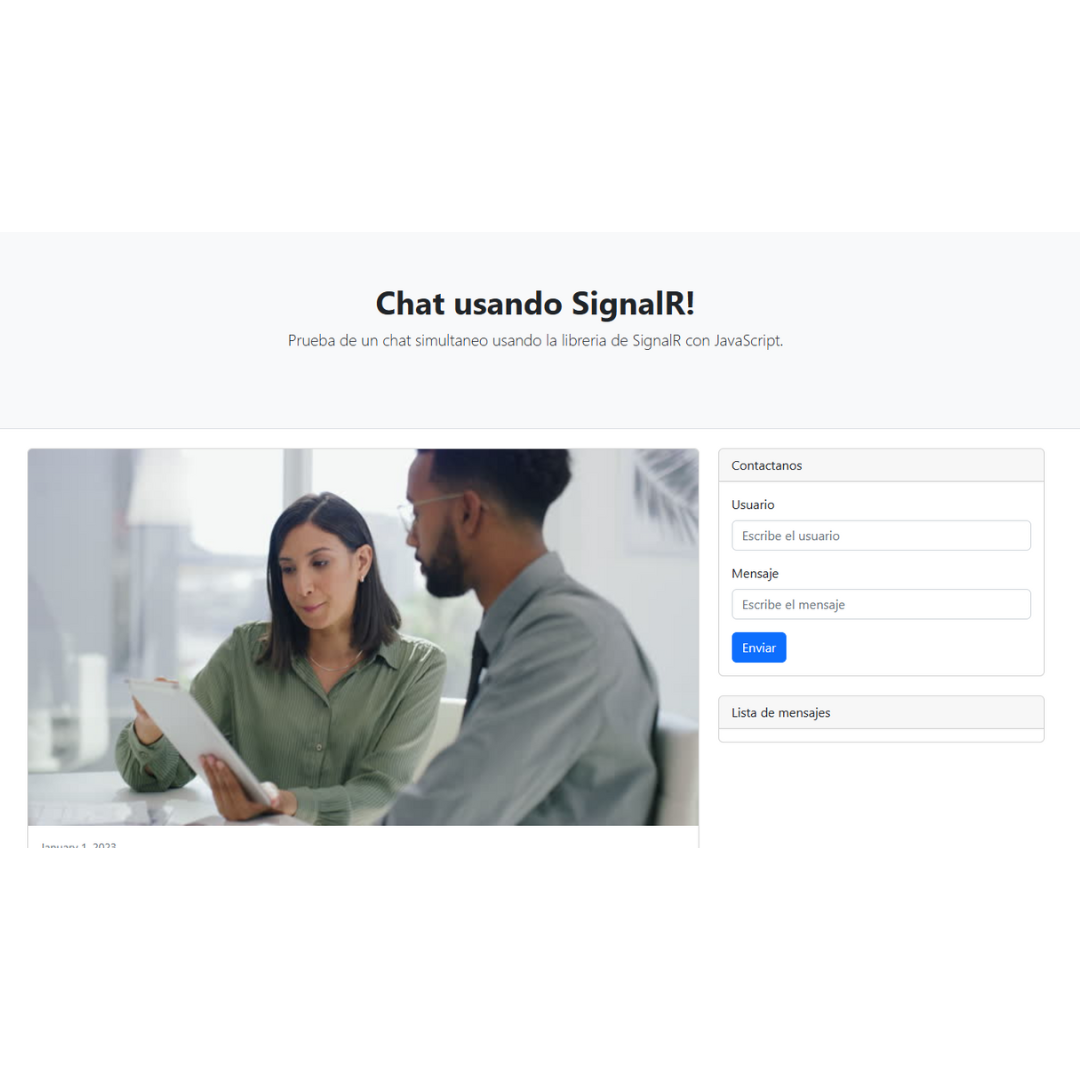 Chat usando SignalR!
Prueba de un chat simultaneo usando la libreria de SignalR con JavaScript.
Contactanos
Usuario
Escribe el usuario
Mensaje
Escribe el mensaje
Enviar
Lista de mensajes
January 1, 2023